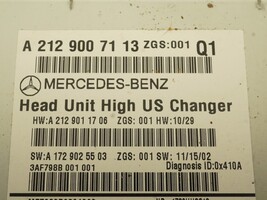 A 212 900 71 13 ZGS:001 Q1
MERCEDES-BENZ
Head Unit High US Changer
HW:A 212 901 17 06 ZGS: 001 HW: 10/29
SW:A 172 902 55 03 ZGS: 001 SW: 11/15/02
3AF798B 001 001 Diagnosis ID:0x410A